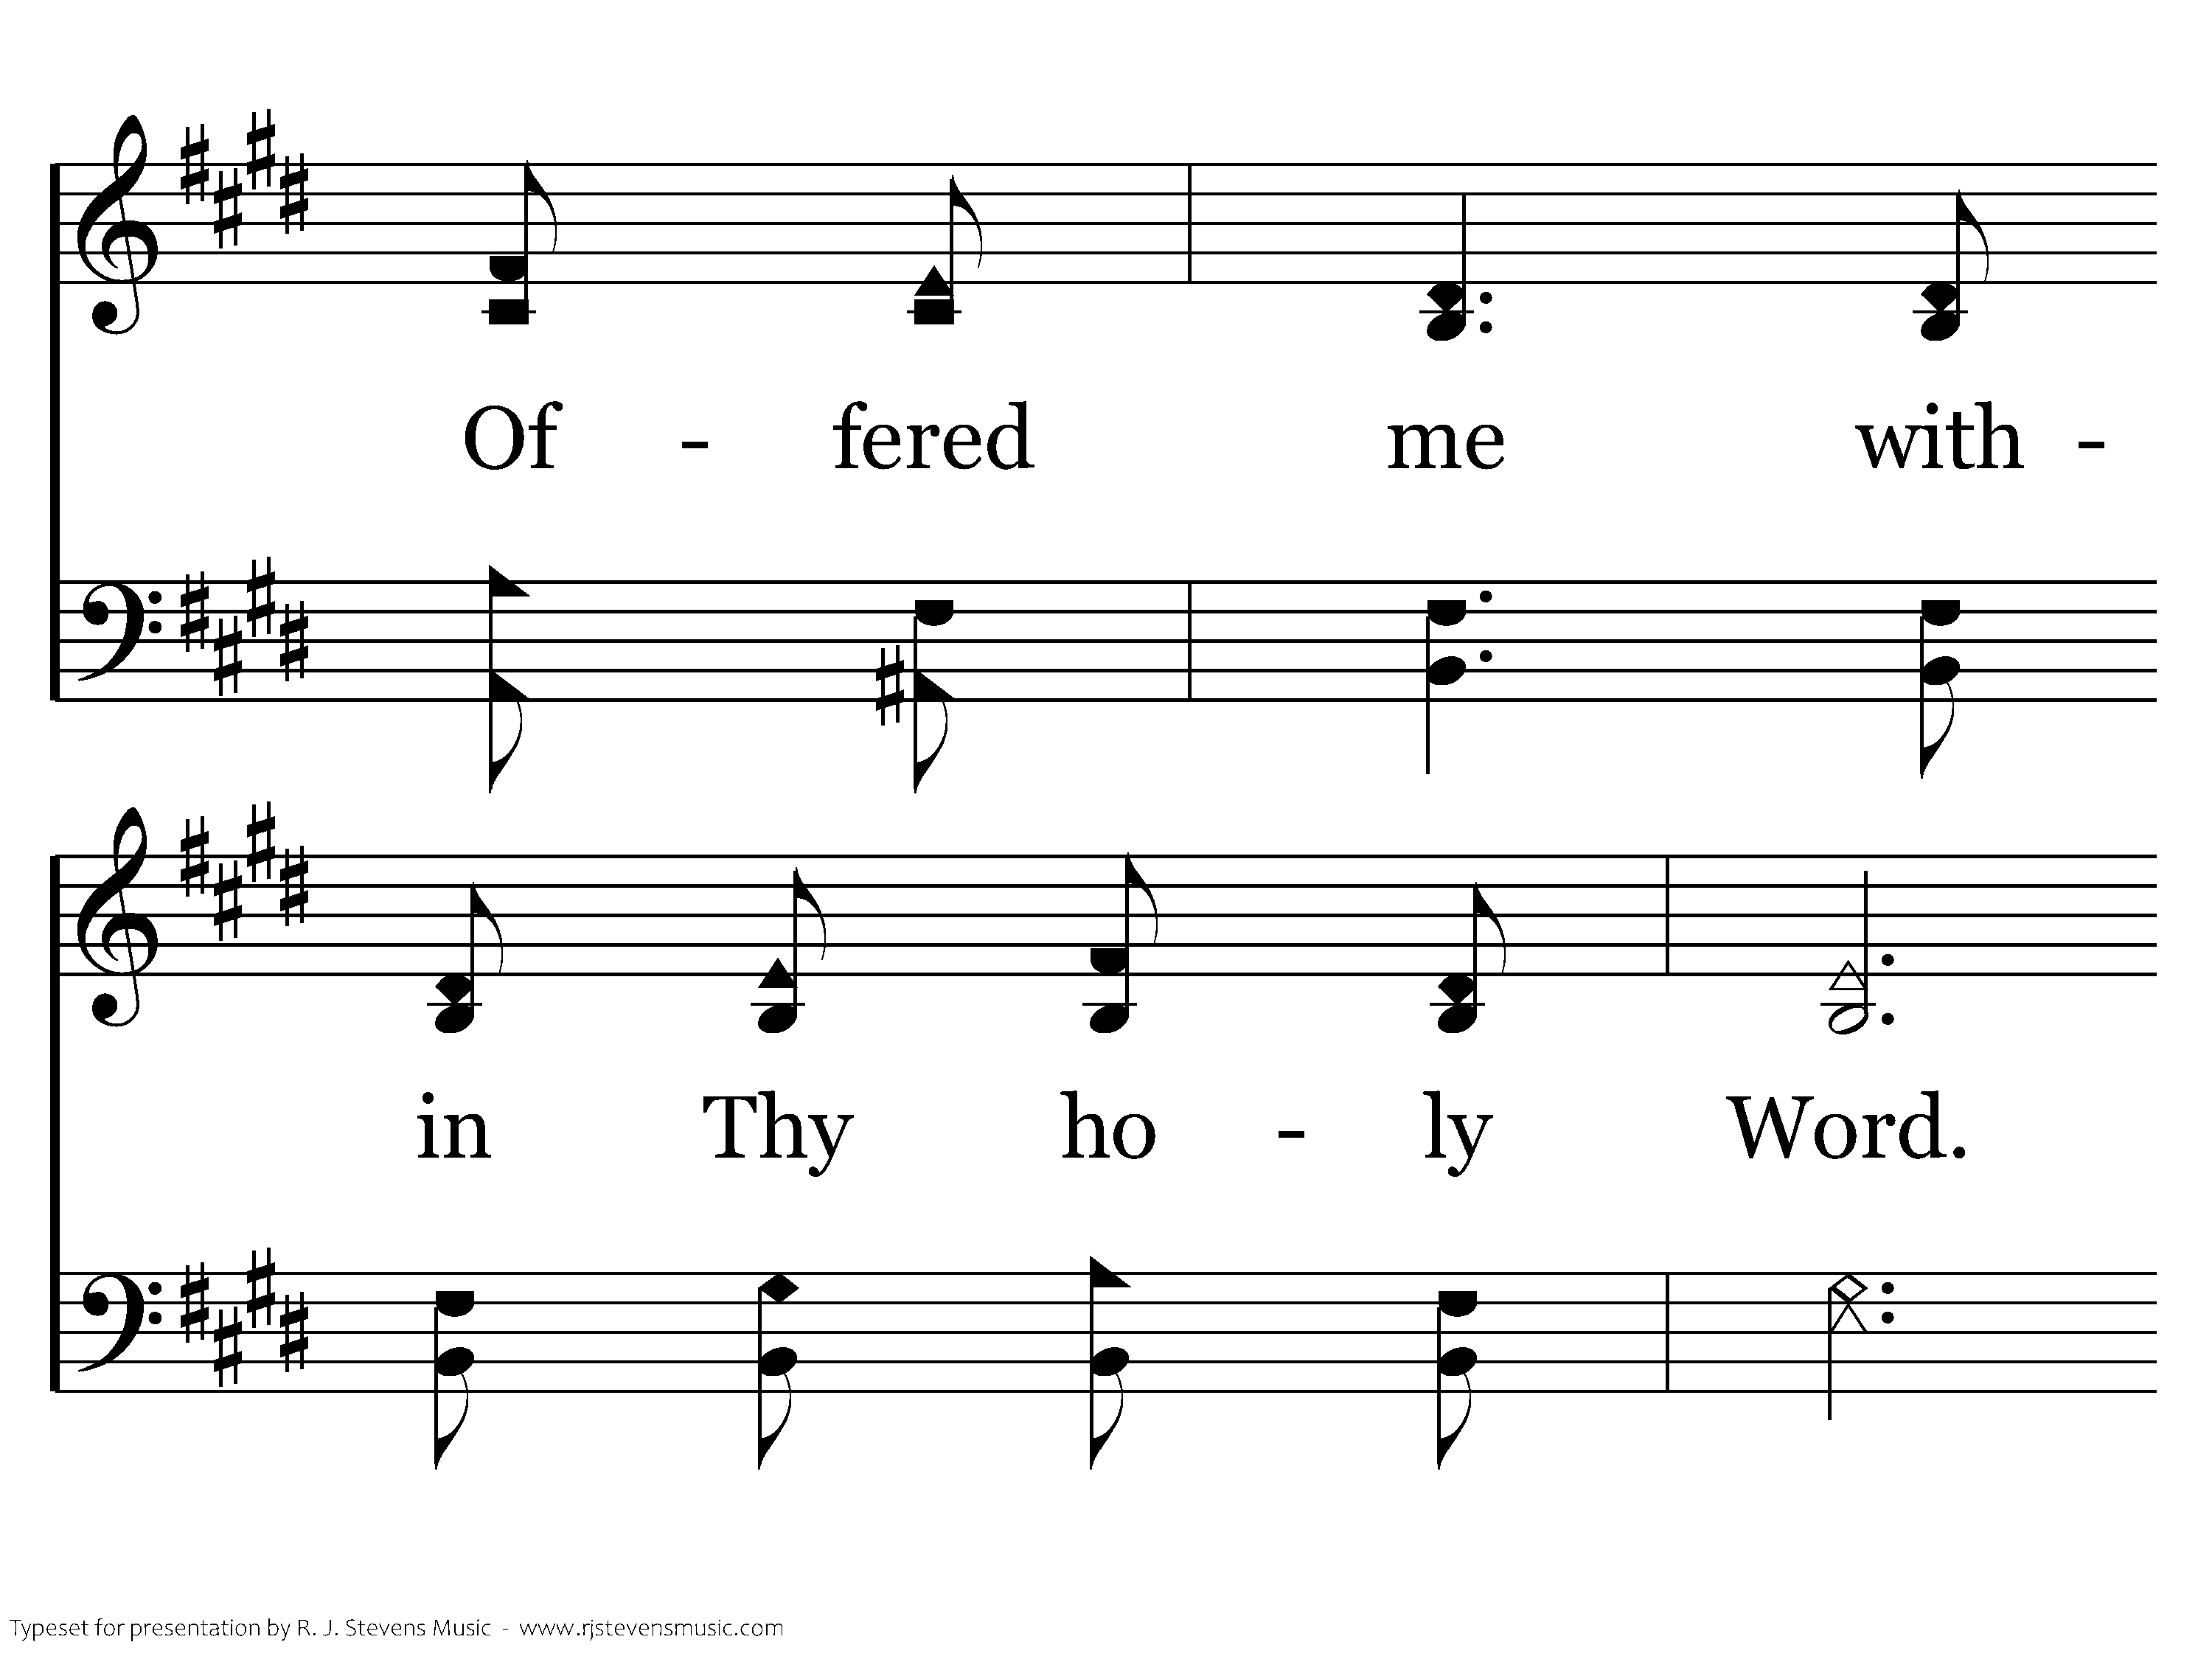 Of - fered me with -
in Thy ho - ly Word.
Typeset for presentation by R. J. Stevens Music - www.rjstevensmusic.com